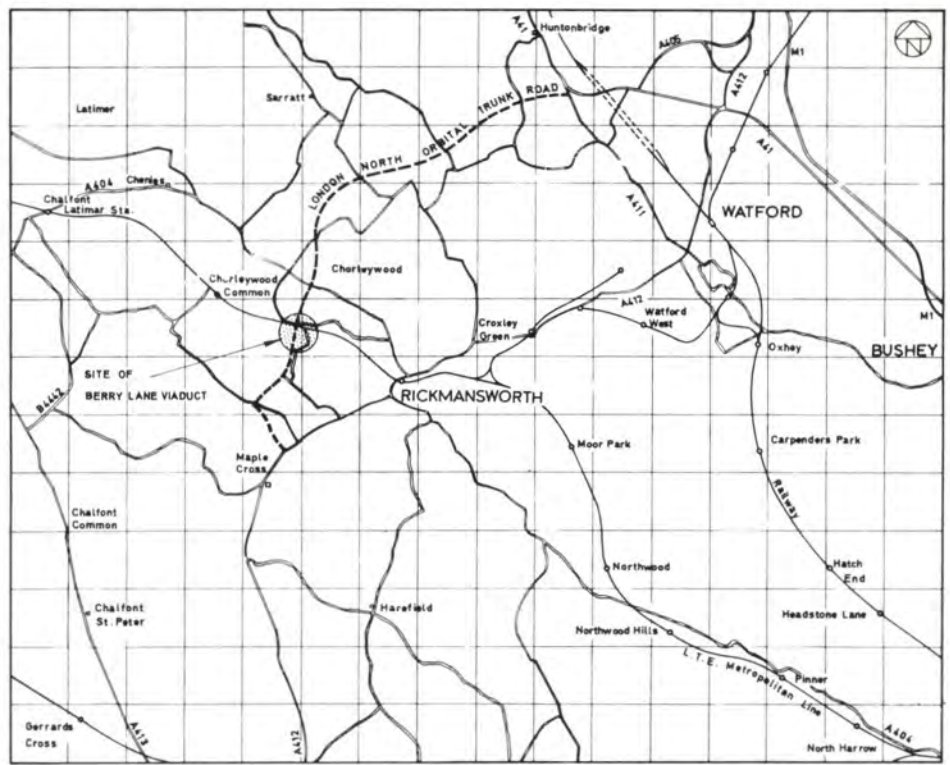 A41
Huntonbridge
N
A405
M1
A412
Latimer
Sarratt
LONDON NORTH ORBITAL TRUNK ROAD
A41
A404
Chenies
Chalfont
Latimar Sta.
A411
WATFORD
Chorleywood
Common
Chorleywood
A412
Watford
West
Croxley
Green
M1
Oxhey
BUSHEY
SITE OF
BERRY LANE VIADUCT
RICKMANSWORTH
B4442
Maple
Cross
Moor Park
Carpenders Park
Railway
Chalfont
Common
Northwood
Hatch
End
Chalfont
St. Peter
Harefield
Headstone Lane
Northwood Hills
L.T.E. Metropolitan Line
Pinner
Gerrards
Cross
A413
A412
A404
North Harrow